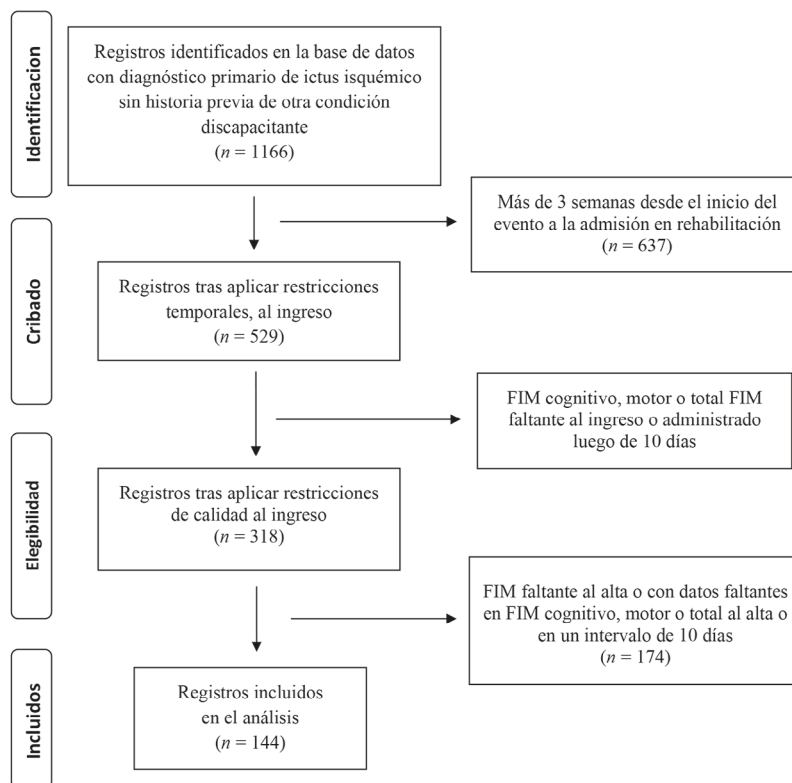 Identificacion
Registros identificados en la base de datos
con diagnóstico primario de ictus isquémico
sin historia previa de otra condición
discapacitante
(n = 1166)
Más de 3 semanas desde el inicio del
evento a la admisión en rehabilitación
(n = 637)
Cribado
Registros tras aplicar restricciones
temporales, al ingreso
(n = 529)
FIM cognitivo, motor o total FIM
faltante al ingreso o administrado
luego de 10 días
Elegibilidad
Registros tras aplicar restricciones
de calidad al ingreso
(n = 318)
FIM faltante al alta o con datos faltantes
en FIM cognitivo, motor o total al alta o
en un intervalo de 10 días
(n = 174)
Incluidos
Registros incluidos
en el análisis
(n = 144)